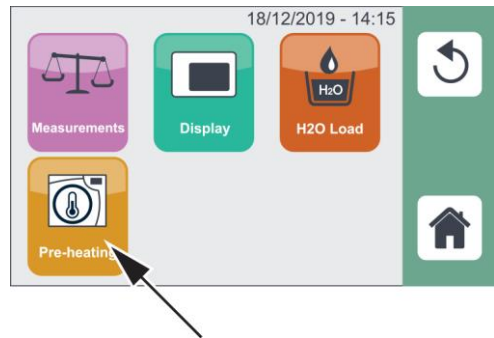 18/12/2019 - 14:15
Measurements
Display
H2O
H2O Load
Pre-heating